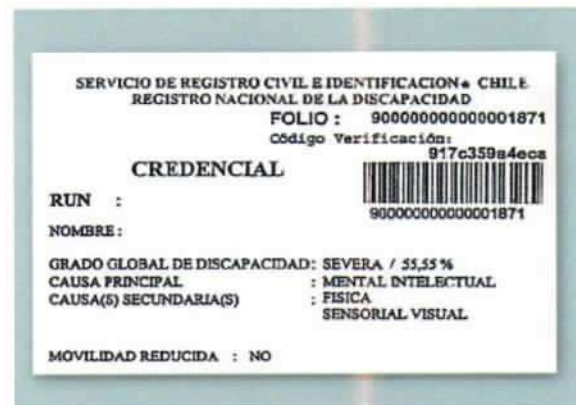 SERVICIO DE REGISTRO CIVIL E IDENTIFICACION • CHILE
REGISTRO NACIONAL DE LA DISCAPACIDAD
FOLIO : 900000000000001871
Código Verificación:
917c359a4eca
CREDENCIAL
900000000000001871
RUN :
NOMBRE :
GRADO GLOBAL DE DISCAPACIDAD : SEVERA / 55,55 %
CAUSA PRINCIPAL : MENTAL INTELECTUAL
CAUSA(S) SECUNDARIA(S) : FISICA
SENSORIAL VISUAL
MOVILIDAD REDUCIDA : NO